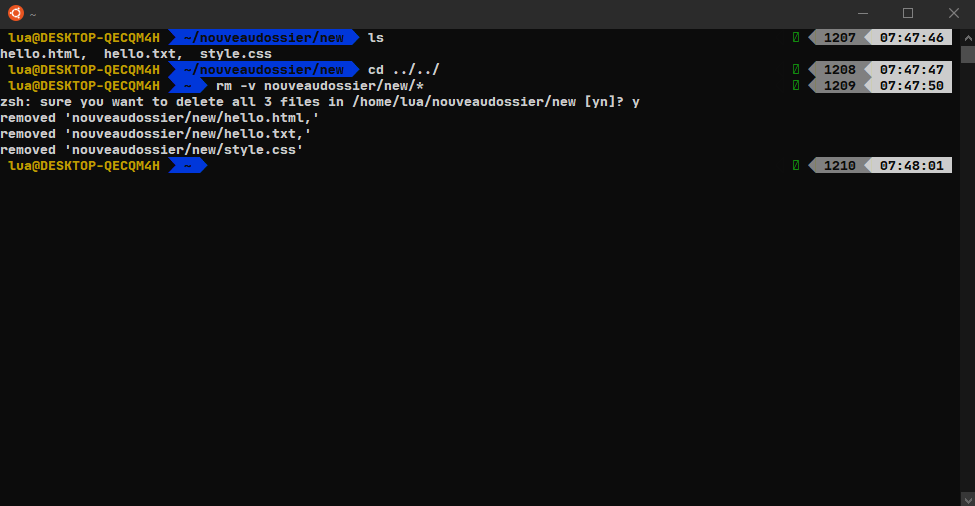 ~
lua@DESKTOP-QECQM4H ~/nouveaudossier/new ls 1207 07:47:46
hello.html, hello.txt, style.css
lua@DESKTOP-QECQM4H ~/nouveaudossier/new cd ../../ 1208 07:47:47
lua@DESKTOP-QECQM4H ~ rm -v nouveaudossier/new/* 1209 07:47:50
zsh: sure you want to delete all 3 files in /home/lua/nouveaudossier/new [yn]? y
removed 'nouveaudossier/new/hello.html,'
removed 'nouveaudossier/new/hello.txt,'
removed 'nouveaudossier/new/style.css'
lua@DESKTOP-QECQM4H ~ 1210 07:48:01